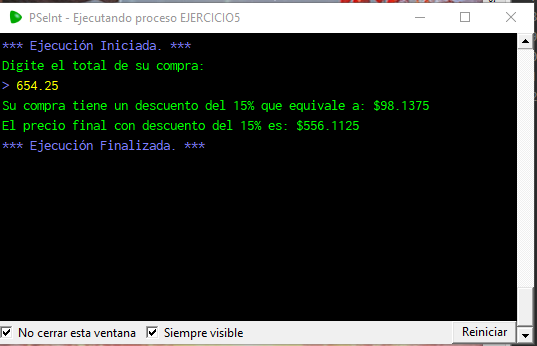 PSeInt - Ejecutando proceso EJERCICIO5
*** Ejecución Iniciada. ***
Digite el total de su compra:
> 654.25
Su compra tiene un descuento del 15% que equivale a: $98.1375
El precio final con descuento del 15% es: $556.1125
*** Ejecución Finalizada. ***
No cerrar esta ventana Siempre visible Reiniciar